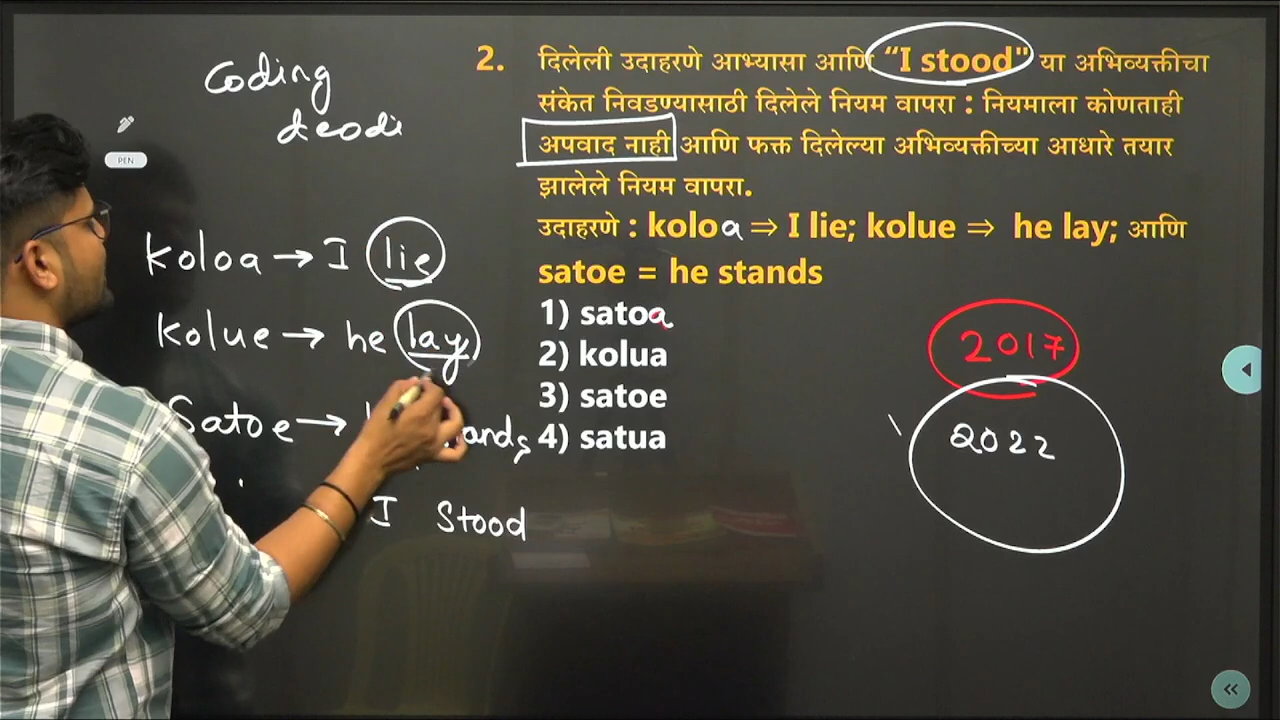 Coding
deodi
PEN
2. दिलेली उदाहरणे आभ्यासा आणि “I stood" या अभिव्यक्तीचा
संकेत निवडण्यासाठी दिलेले नियम वापरा : नियमाला कोणताही
अपवाद नाही आणि फक्त दिलेल्या अभिव्यक्तीच्या आधारे तयार
झालेले नियम वापरा.
उदाहरणे : koloa ⇒ I lie; kolue ⇒ he lay; आणि
satoe = he stands
1) satoa
2) kolua
3) satoe
4) satua
Koloa → I lie
Kolue → he lay
Satoe →
I Stood
2017
2022